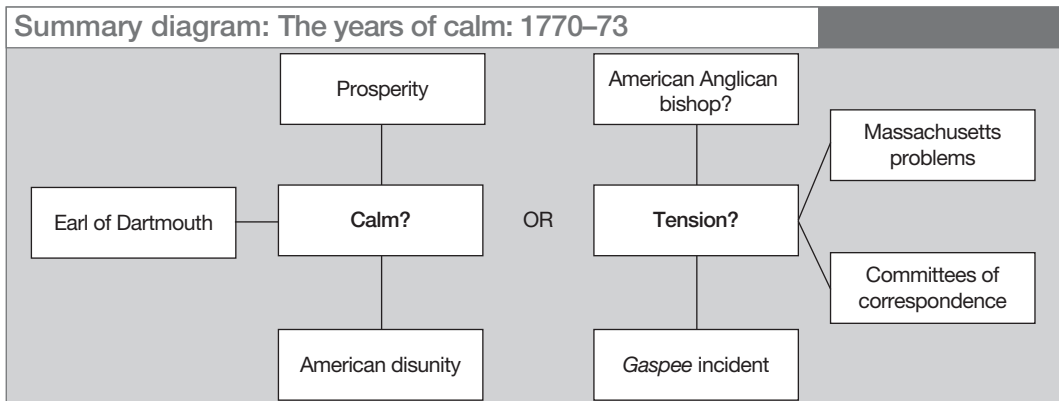 Summary diagram: The years of calm: 1770–73
Prosperity
Earl of Dartmouth
Calm?
American disunity
OR
American Anglican
bishop?
Tension?
Gaspee incident
Massachusetts
problems
Committees of
correspondence